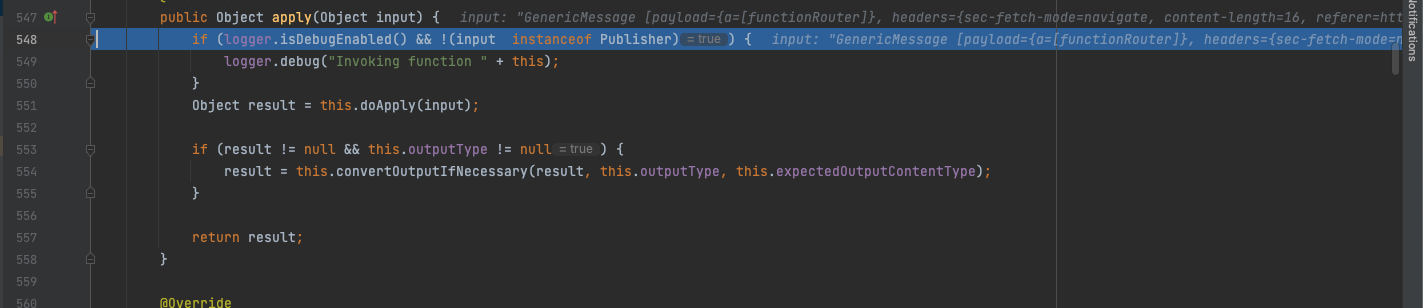 547 public Object apply(Object input) { input: "GenericMessage [payload={a=[functionRouter]}, headers={sec-fetch-mode=navigate, content-length=16, referer=htt
548 if (logger.isDebugEnabled() && !(input instanceof Publisher) = true ) { input: "GenericMessage [payload={a=[functionRouter]}, headers={sec-fetch-mode=n
549 logger.debug("Invoking function " + this);
550 }
551 Object result = this.doApply(input);
552
553 if (result != null && this.outputType != null = true ) {
554 result = this.convertOutputIfNecessary(result, this.outputType, this.expectedOutputContentType);
555 }
556
557 return result;
558 }
559
560 @Override
Notifications